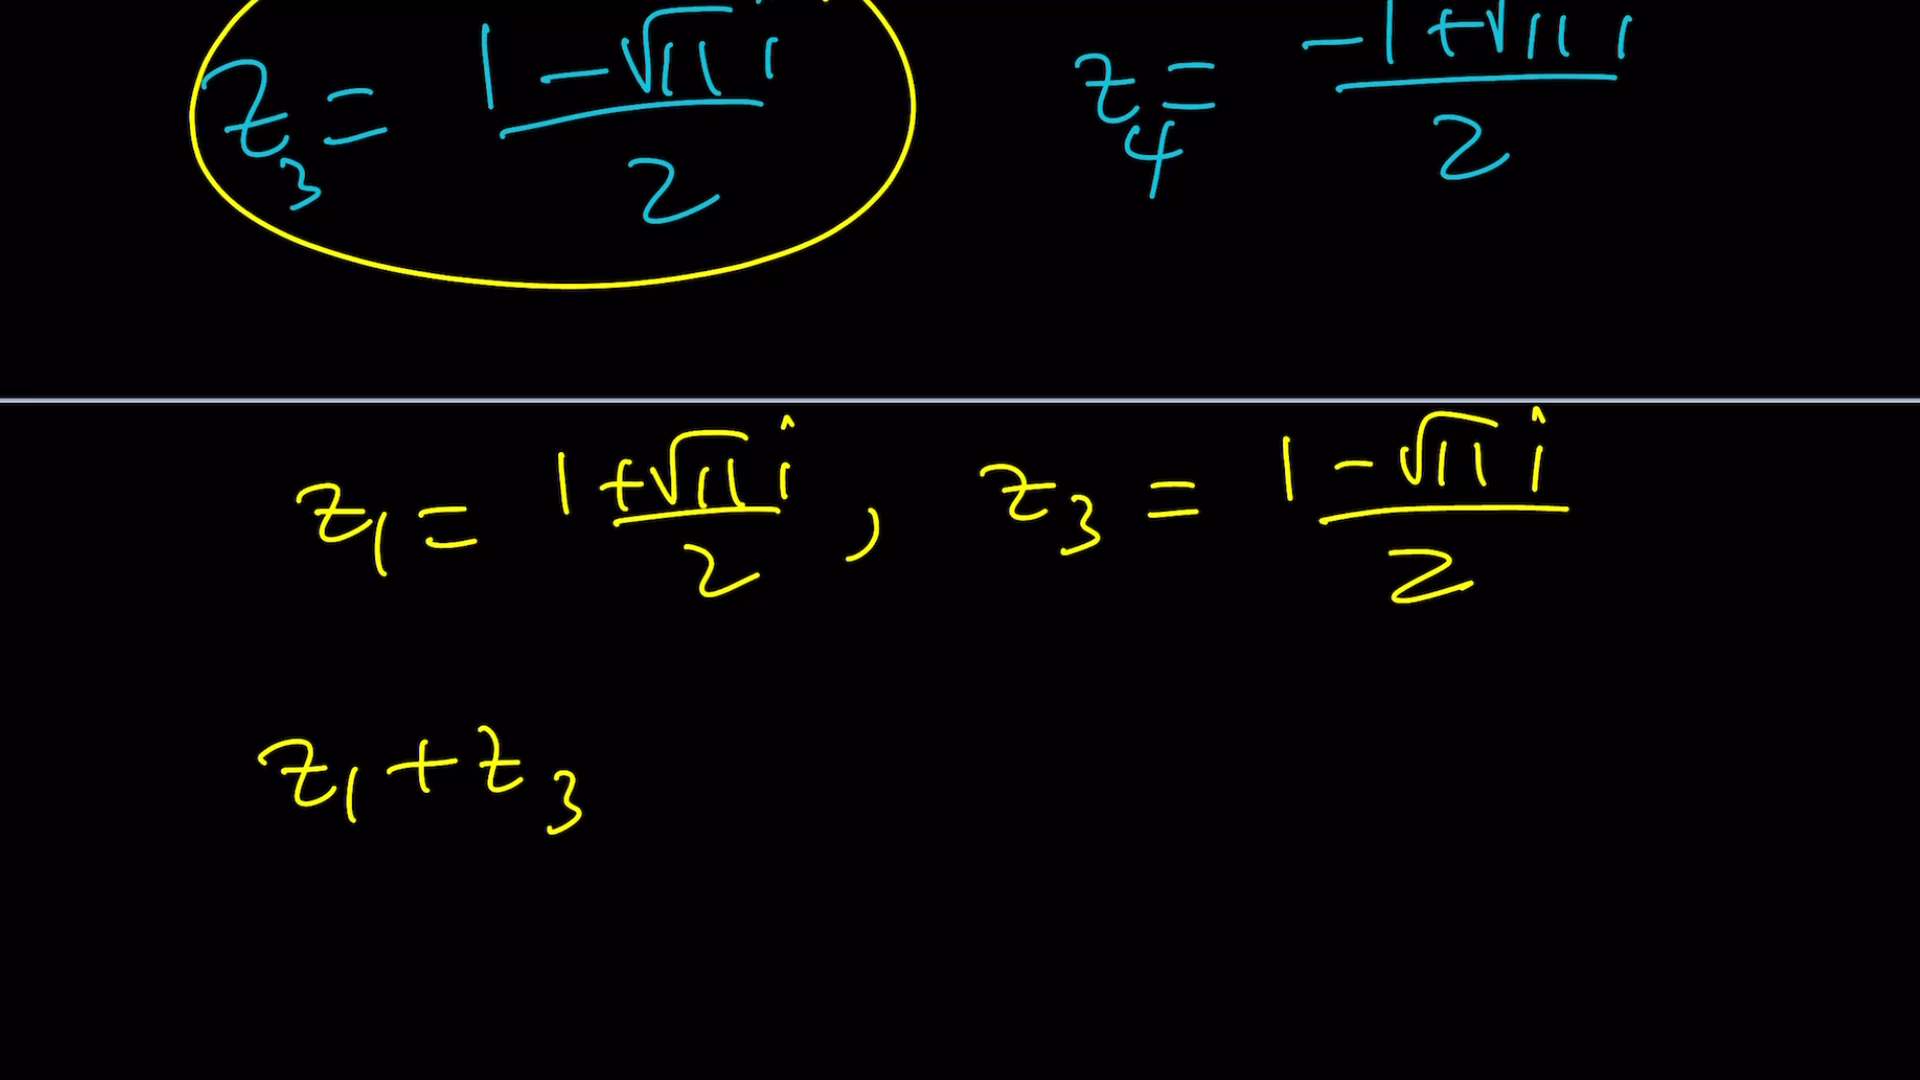 z₃ = (1 − √11 i)/2    z₄ = (−1 + √11 i)/2
z₁ = (1 + √11 i)/2 , z₃ = (1 − √11 i)/2
z₁ + z₃